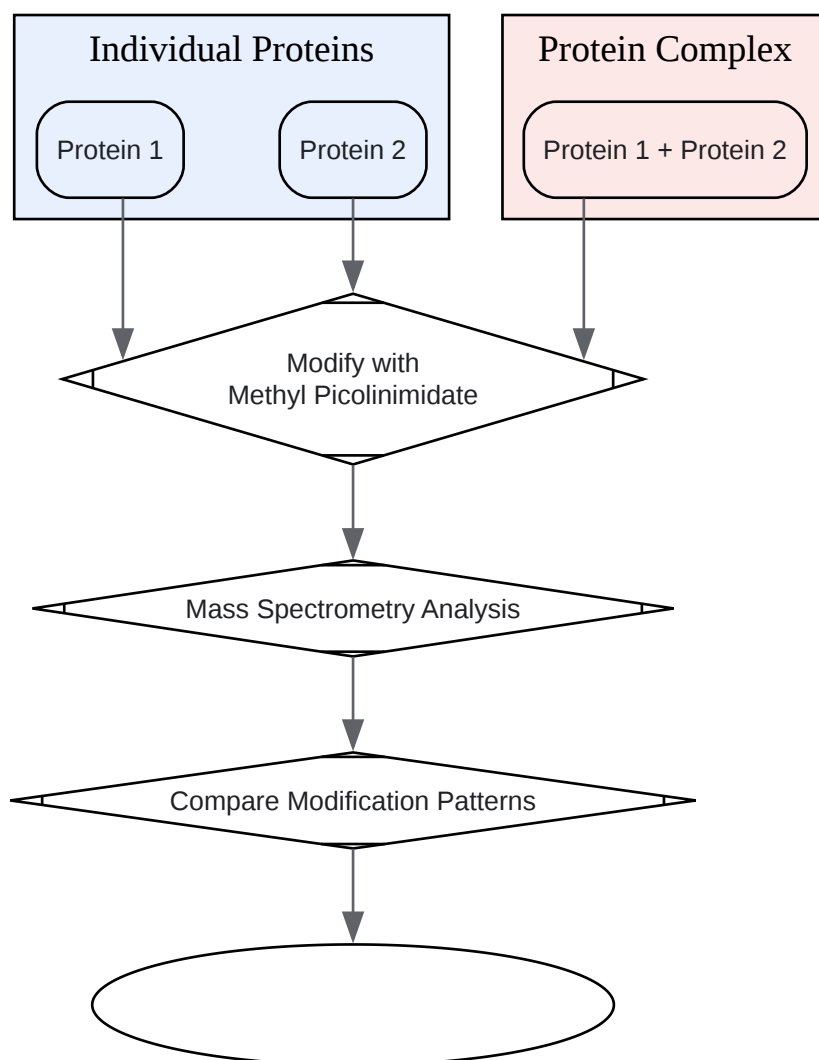 Individual Proteins
Protein Complex
Protein 1
Protein 2
Protein 1 + Protein 2
Modify with
Methyl Picolinimidate
Mass Spectrometry Analysis
Compare Modification Patterns